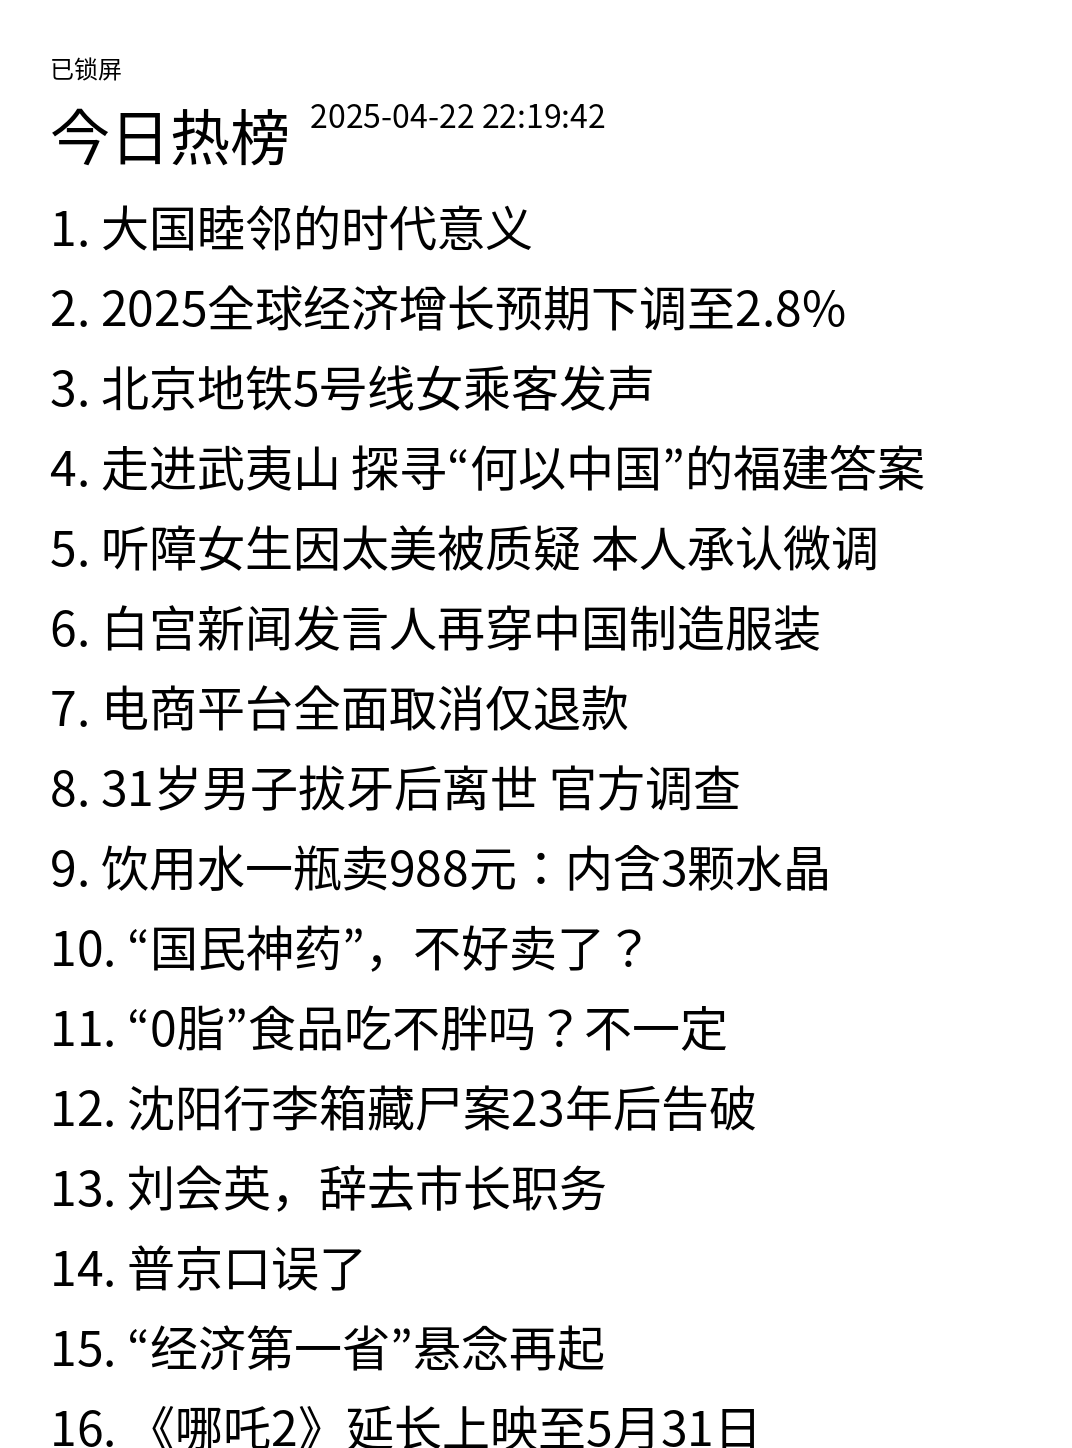 已锁屏
今日热榜 2025-04-22 22:19:42
1. 大国睦邻的时代意义
2. 2025全球经济增长预期下调至2.8%
3. 北京地铁5号线女乘客发声
4. 走进武夷山 探寻“何以中国”的福建答案
5. 听障女生因太美被质疑 本人承认微调
6. 白宫新闻发言人再穿中国制造服装
7. 电商平台全面取消仅退款
8. 31岁男子拔牙后离世 官方调查
9. 饮用水一瓶卖988元：内含3颗水晶
10. “国民神药”，不好卖了？
11. “0脂”食品吃不胖吗？不一定
12. 沈阳行李箱藏尸案23年后告破
13. 刘会英，辞去市长职务
14. 普京口误了
15. “经济第一省”悬念再起
16. 《哪吒2》延长上映至5月31日